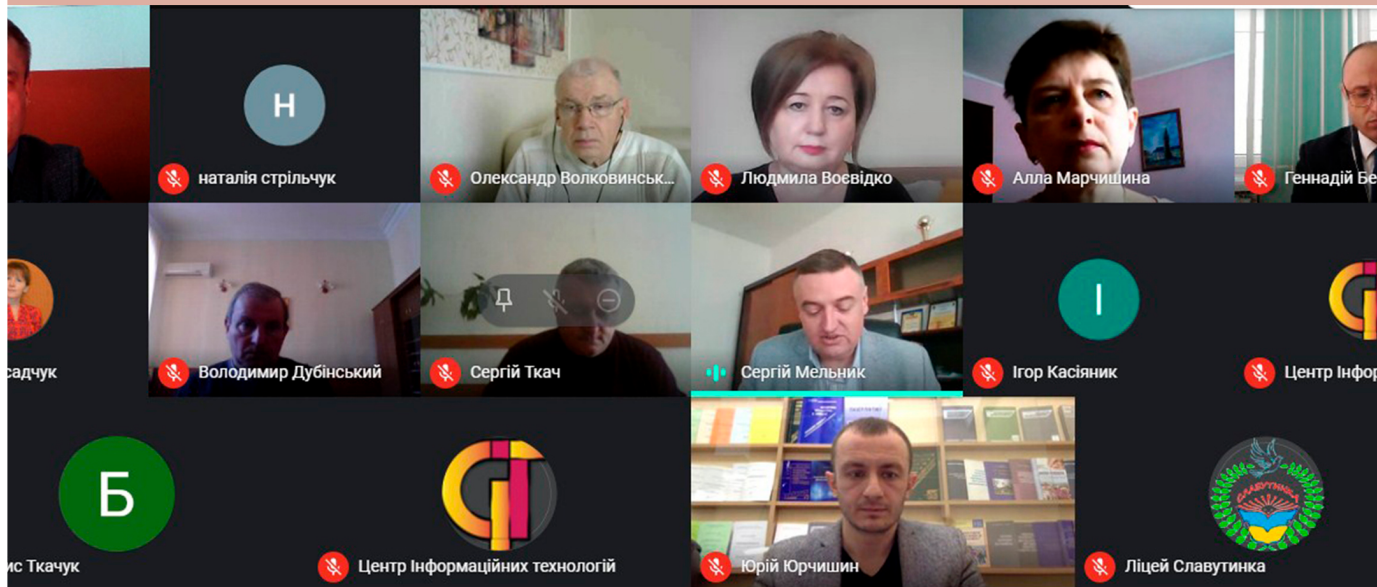 Н
наталія стрільчук
Олександр Волковинськ...
Людмила Воєвідко
Алла Марчишина
Геннадій Бе
садчук
Володимир Дубінський
Сергій Ткач
Сергій Мельник
І
Ігор Касіяник
Центр Інфор
Б
ис Ткачук
Центр Інформаційних технологій
Юрій Юрчишин
СЛАВУТИНКА
Ліцей Славутинка